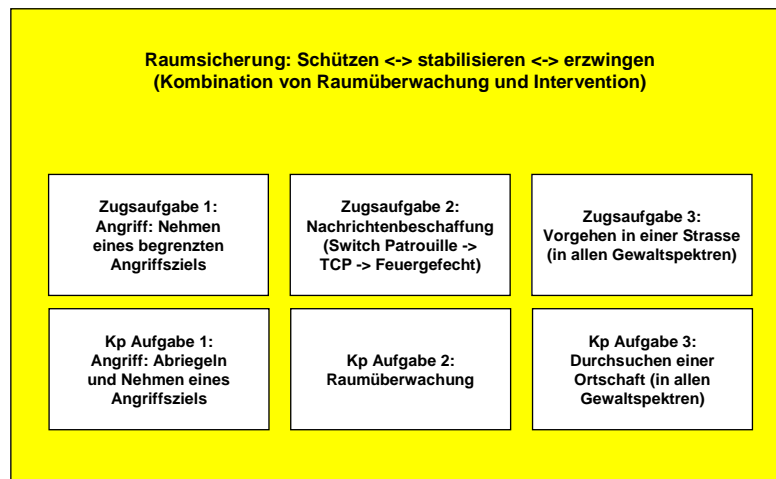 Raumsicherung: Schützen <-> stabilisieren <-> erzwingen
(Kombination von Raumüberwachung und Intervention)
Zugsaufgabe 1:
Angriff: Nehmen
eines begrenzten
Angriffsziels
Zugsaufgabe 2:
Nachrichtenbeschaffung
(Switch Patrouille ->
TCP -> Feuergefecht)
Zugsaufgabe 3:
Vorgehen in einer Strasse
(in allen Gewaltspektren)
Kp Aufgabe 1:
Angriff: Abriegeln
und Nehmen eines
Angriffsziels
Kp Aufgabe 2:
Raumüberwachung
Kp Aufgabe 3:
Durchsuchen einer
Ortschaft (in allen
Gewaltspektren)